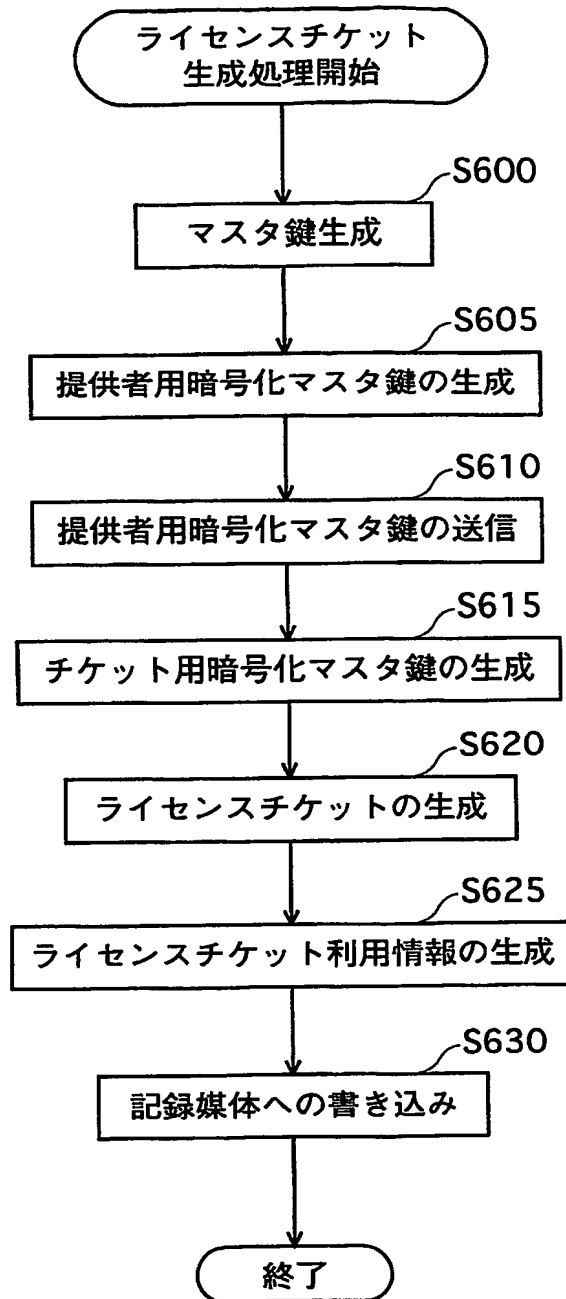 ライセンスチケット
生成処理開始
S600
マスタ鍵生成
S605
提供者用暗号化マスタ鍵の生成
S610
提供者用暗号化マスタ鍵の送信
S615
チケット用暗号化マスタ鍵の生成
S620
ライセンスチケットの生成
S625
ライセンスチケット利用情報の生成
S630
記録媒体への書き込み
終了